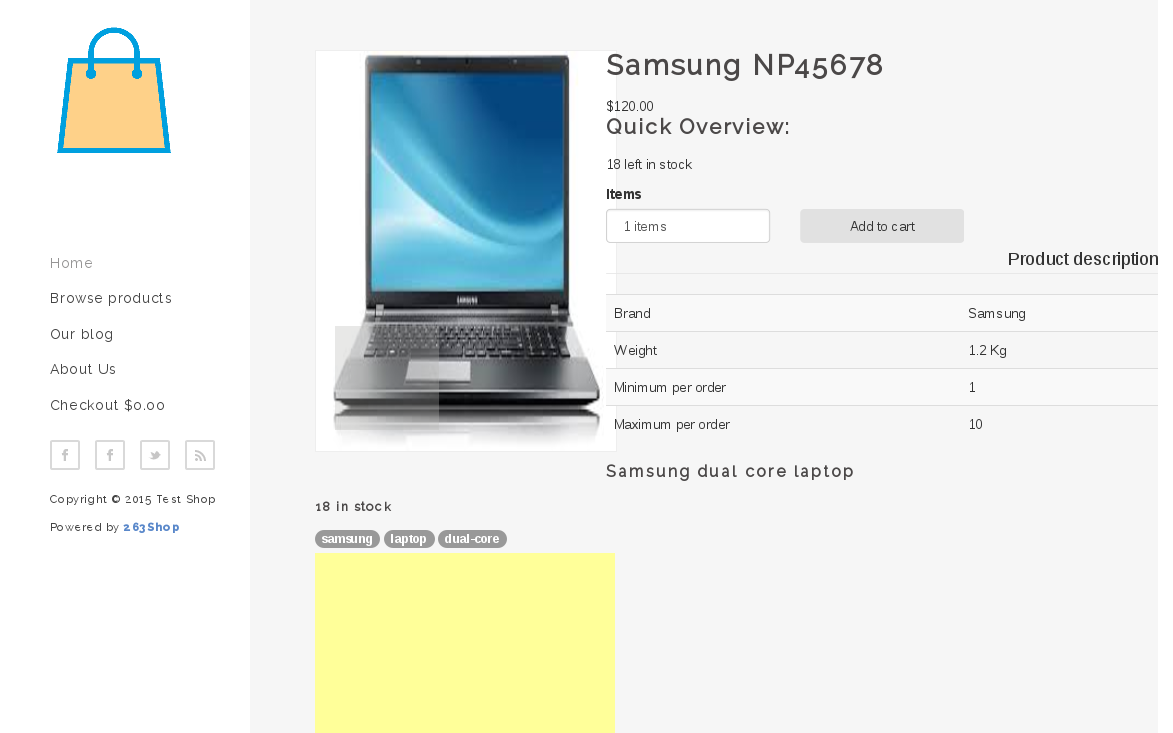 Home
Browse products
Our blog
About Us
Checkout $0.00
Copyright © 2015 Test Shop
Powered by 263Shop
SAMSUNG
Samsung NP45678
$120.00
Quick Overview:
18 left in stock
Items
1 items
Add to cart
Product description
Brand Samsung
Weight 1.2 Kg
Minimum per order 1
Maximum per order 10
Samsung dual core laptop
18 in stock
samsung laptop dual-core